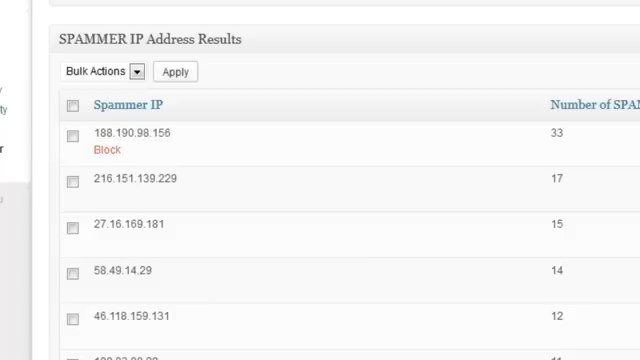 SPAMMER IP Address Results
Bulk Actions Apply
Spammer IP Number of
188.190.98.156 33
Block
216.151.139.229 17
27.16.169.181 15
58.49.14.29 14
46.118.159.131 12